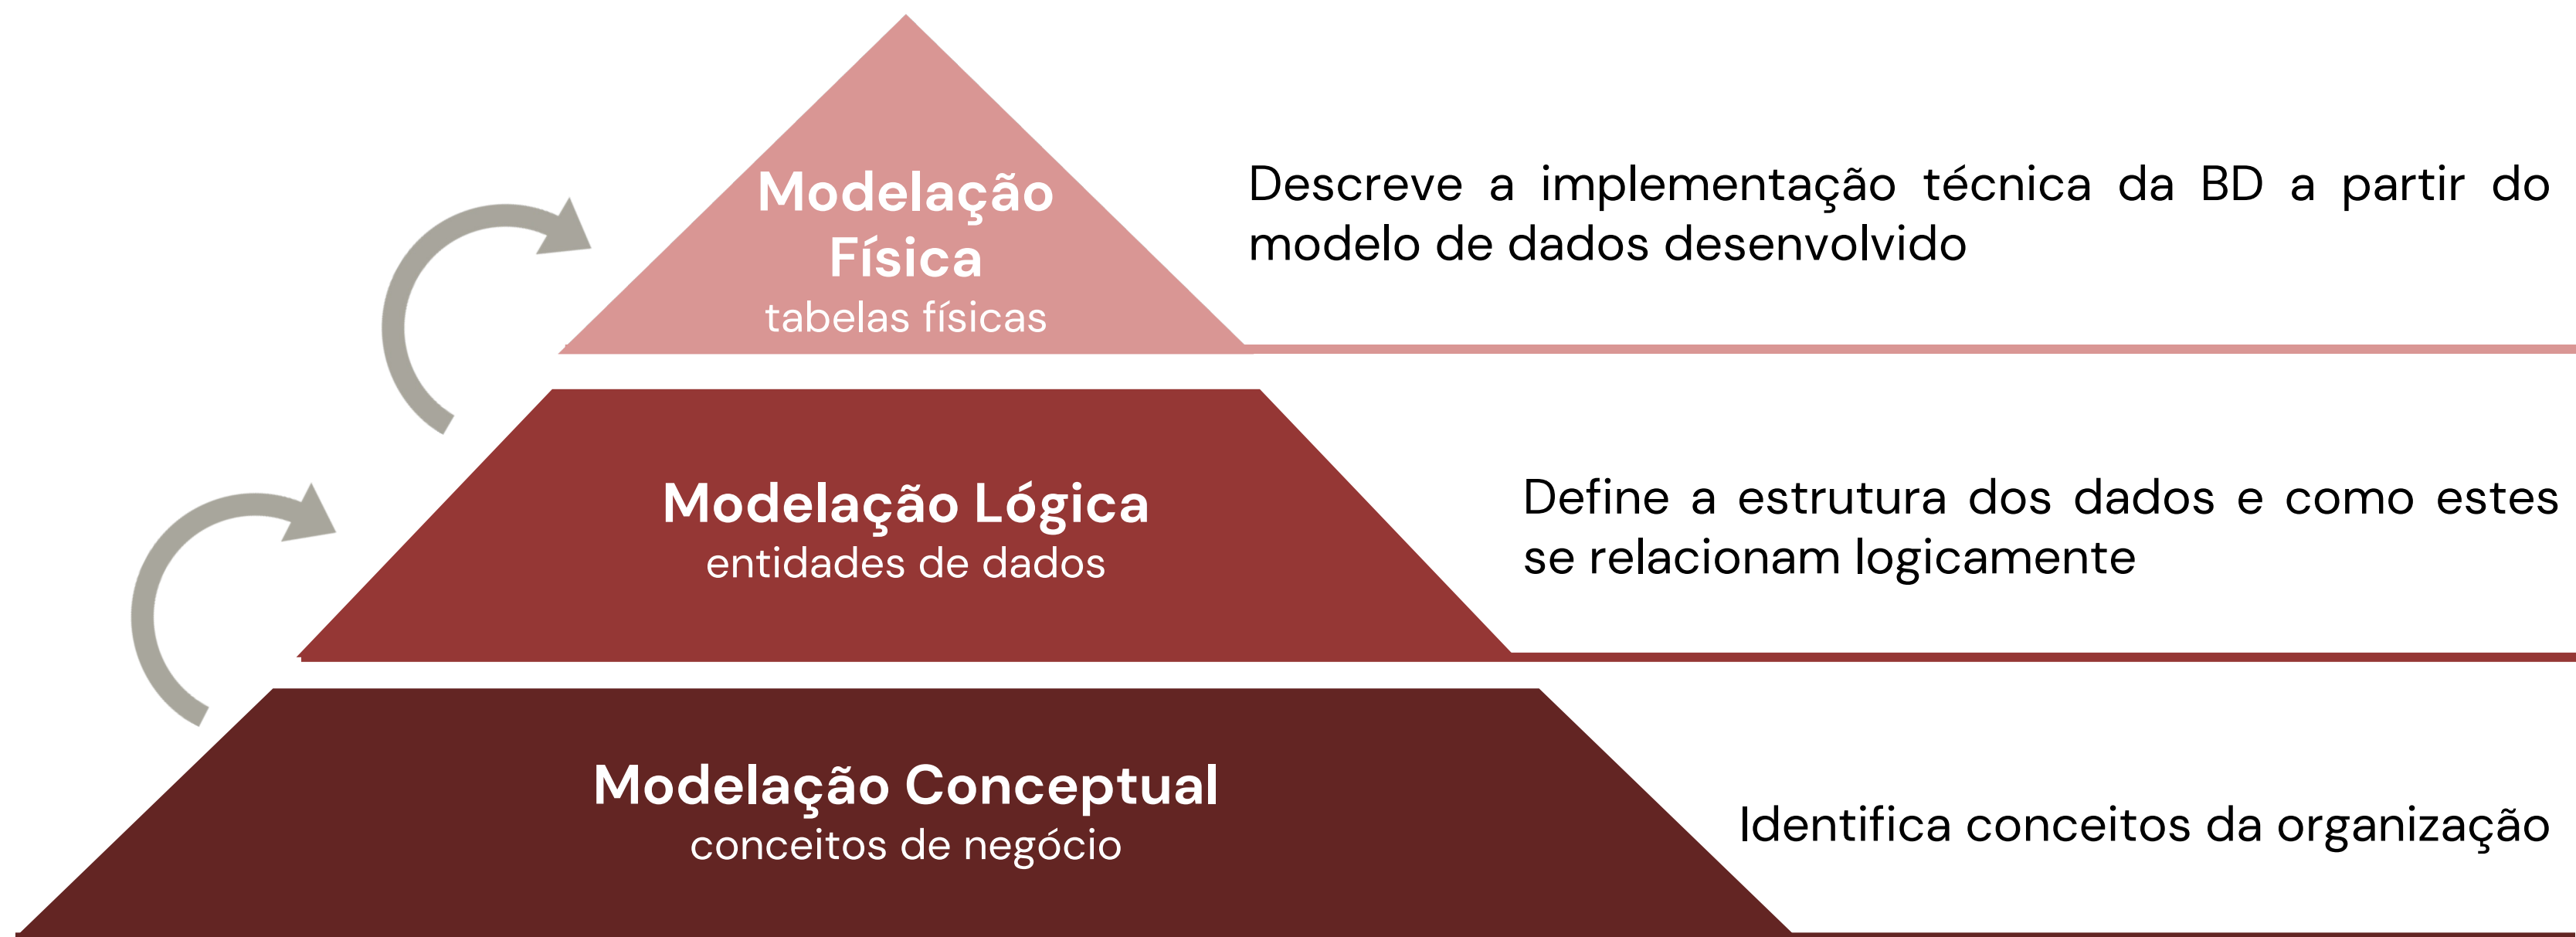 Modelação
Física
tabelas físicas
Descreve a implementação técnica da BD a partir do
modelo de dados desenvolvido
Modelação Lógica
entidades de dados
Define a estrutura dos dados e como estes
se relacionam logicamente
Modelação Conceptual
conceitos de negócio
Identifica conceitos da organização